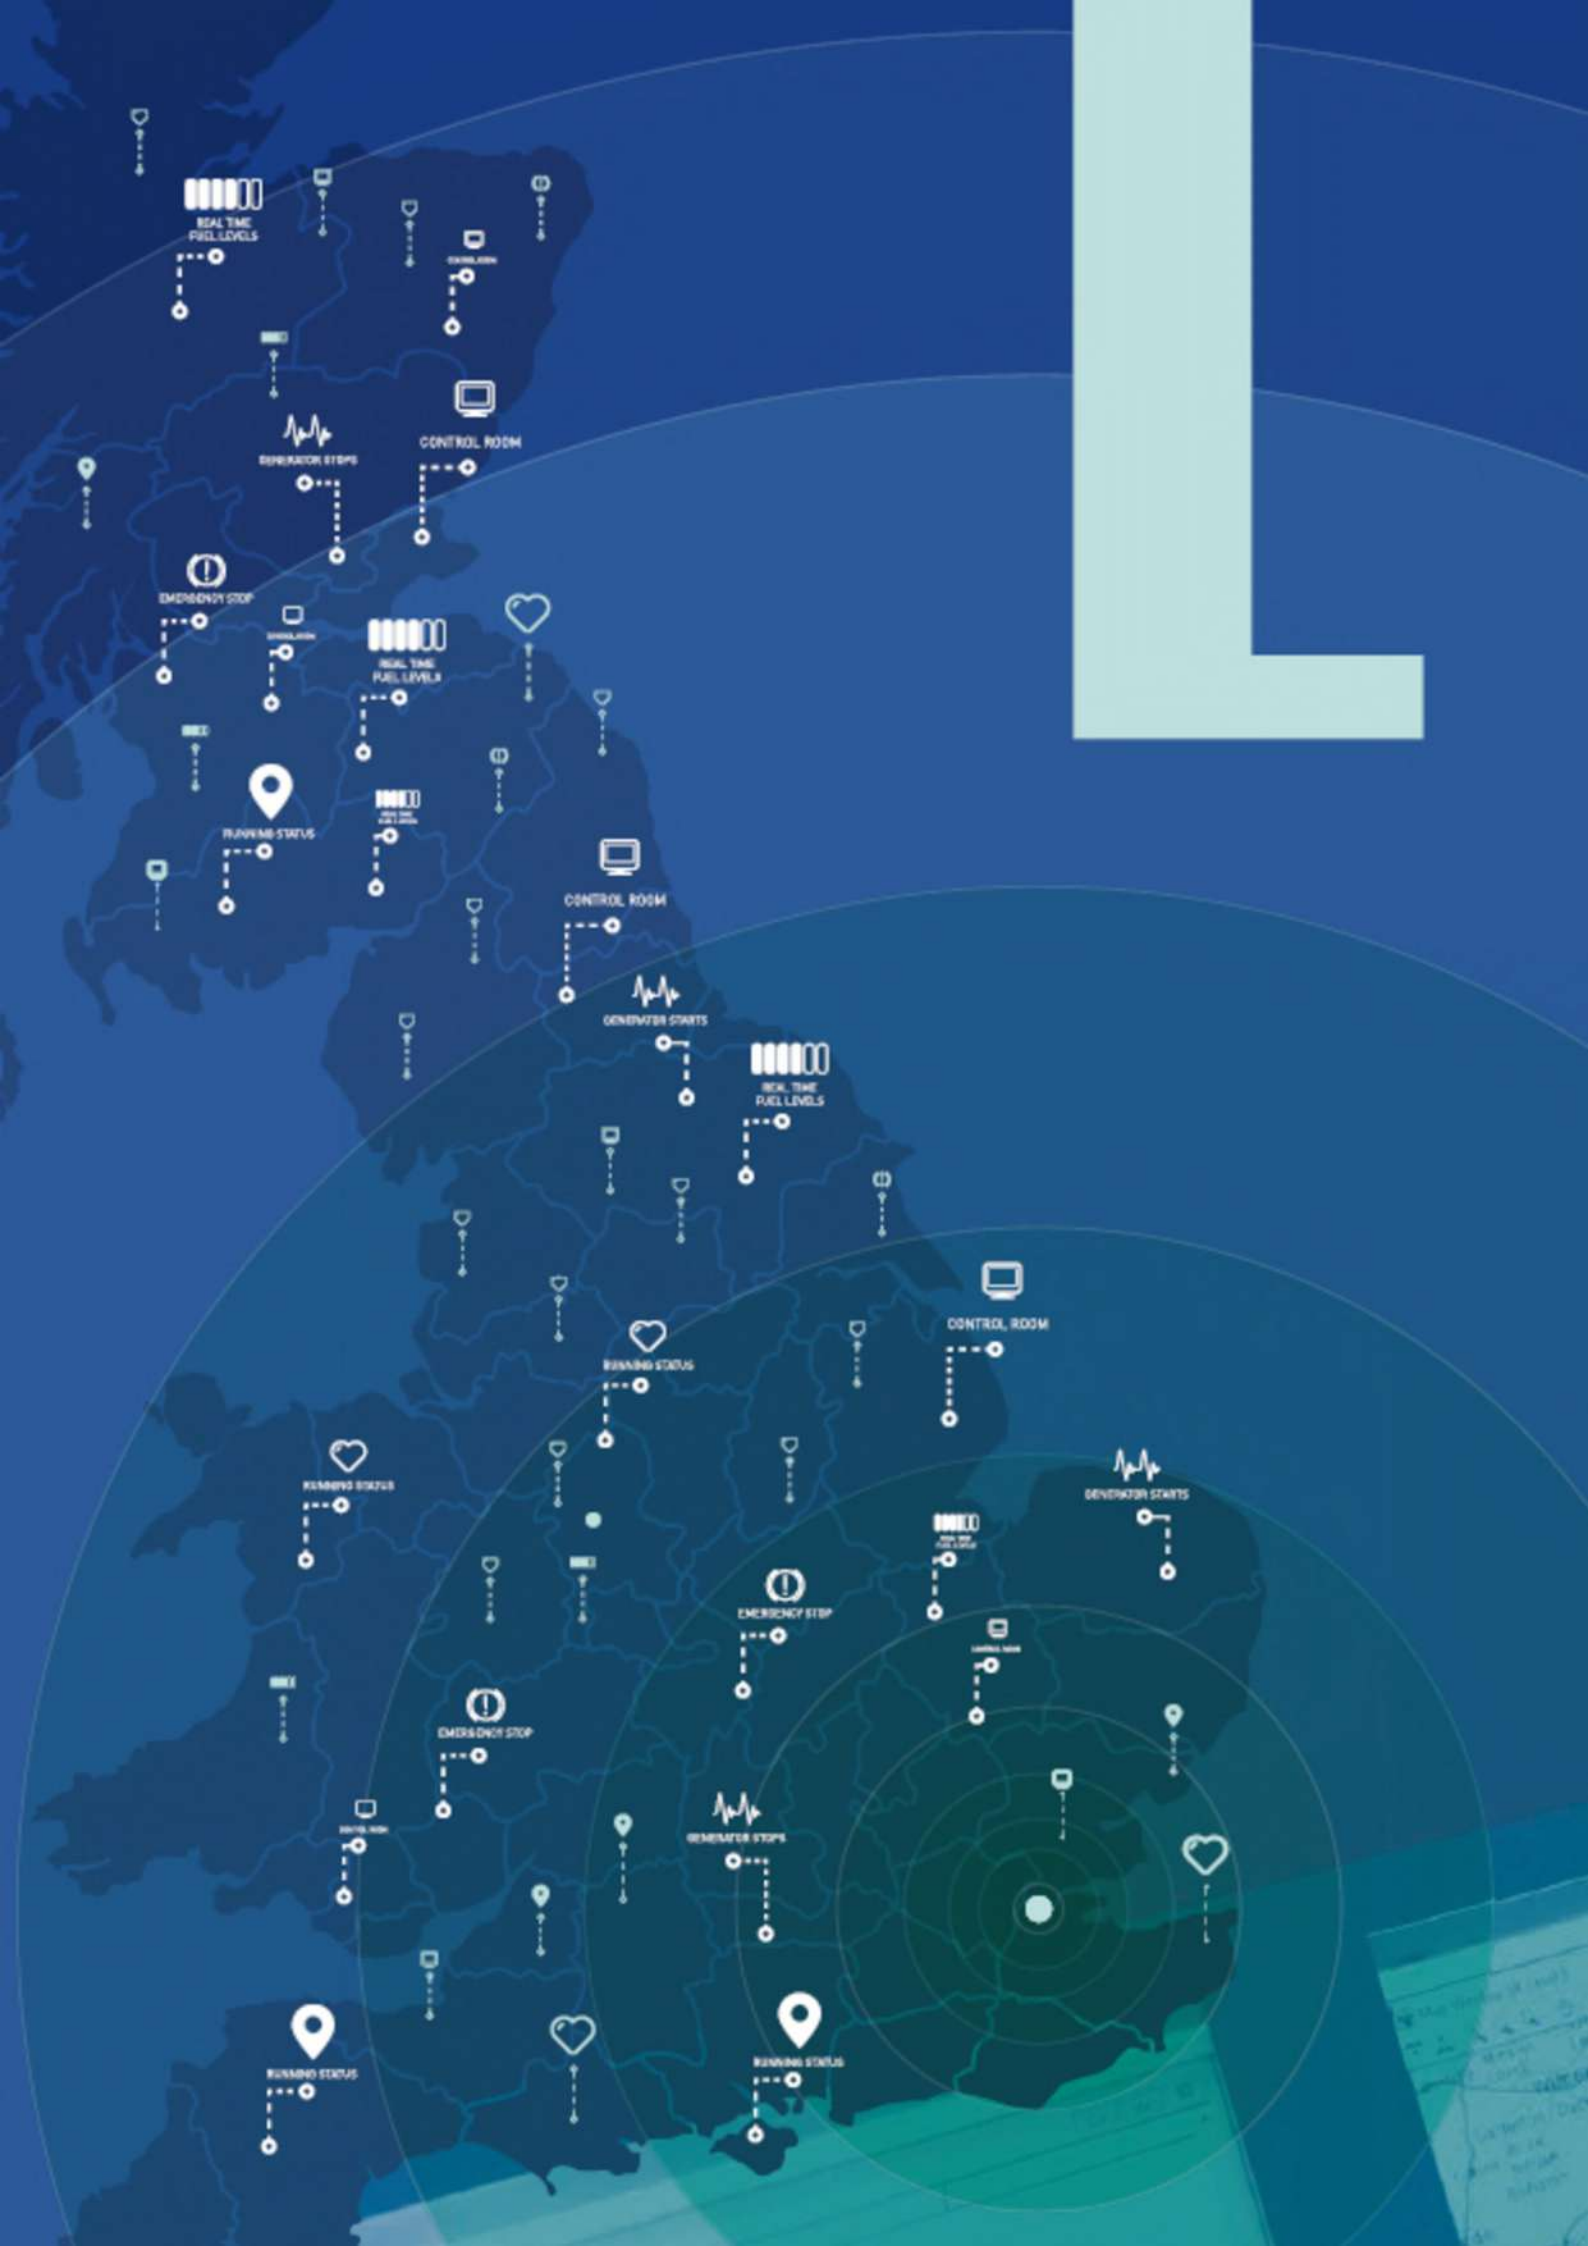 L
REAL TIME
FUEL LEVELS
CONTROL ROOM
GENERATOR STOPS
EMERGENCY STOP
REAL TIME
FUEL LEVELS
RUNNING STATUS
CONTROL ROOM
GENERATOR STARTS
REAL TIME
FUEL LEVELS
CONTROL ROOM
RUNNING STATUS
RUNNING STATUS
GENERATOR STARTS
EMERGENCY STOP
CONTROL ROOM
EMERGENCY STOP
GENERATOR STOPS
RUNNING STATUS
RUNNING STATUS